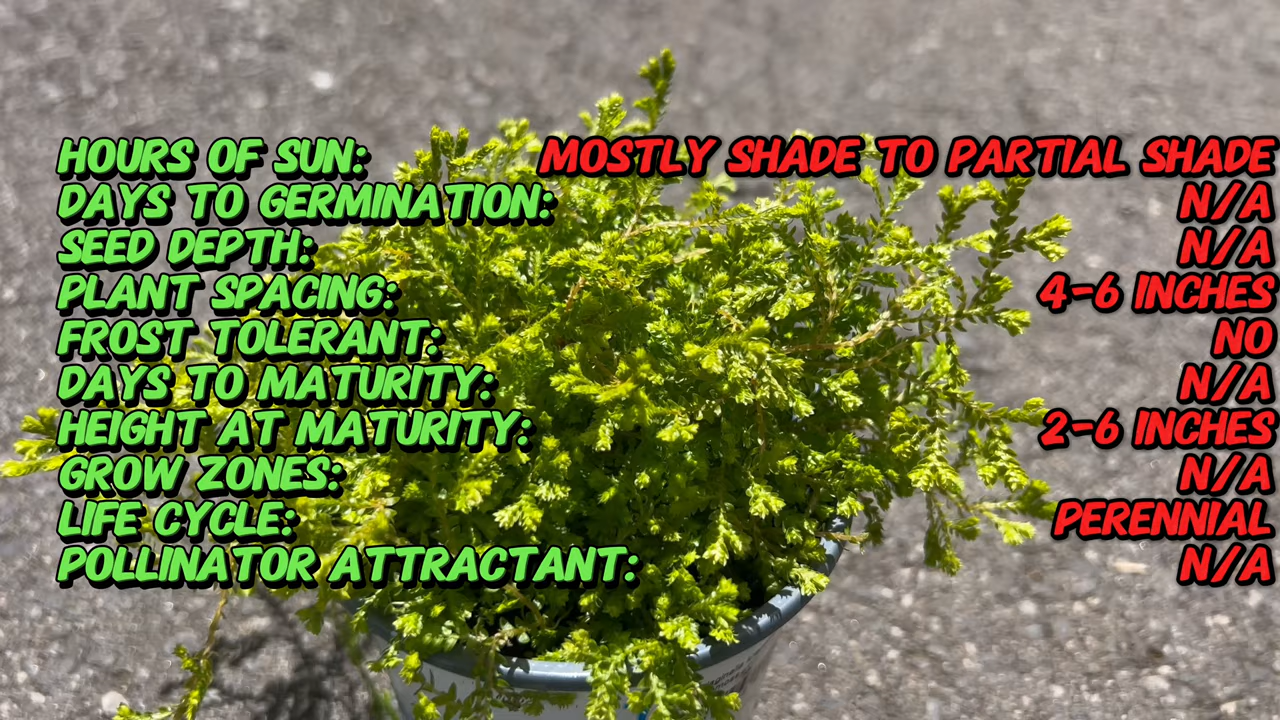 HOURS OF SUN: MOSTLY SHADE TO PARTIAL SHADE
DAYS TO GERMINATION: N/A
SEED DEPTH: N/A
PLANT SPACING: 4-6 INCHES
FROST TOLERANT: NO
DAYS TO MATURITY: N/A
HEIGHT AT MATURITY: 2-6 INCHES
GROW ZONES: N/A
LIFE CYCLE: PERENNIAL
POLLINATOR ATTRACTANT: N/A